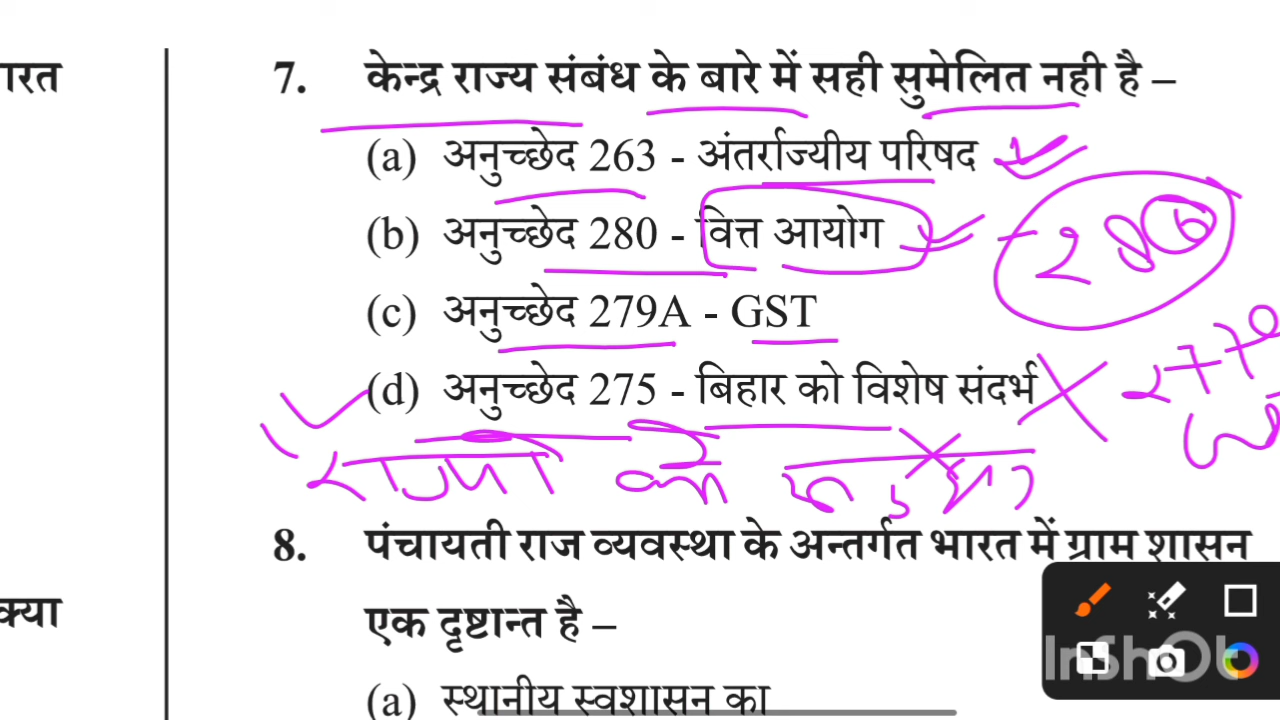 ारत
7. केन्द्र राज्य संबंध के बारे में सही सुमेलित नही है –
(a) अनुच्छेद 263 - अंतर्राज्यीय परिषद
(b) अनुच्छेद 280 - वित्त आयोग
(c) अनुच्छेद 279A - GST
(d) अनुच्छेद 275 - बिहार को विशेष संदर्भ
राज्यों को
8. पंचायती राज व्यवस्था के अन्तर्गत भारत में ग्राम शासन
एक दृष्टान्त है –
क्या
(a) स्थानीय स्वशासन का
InShOt